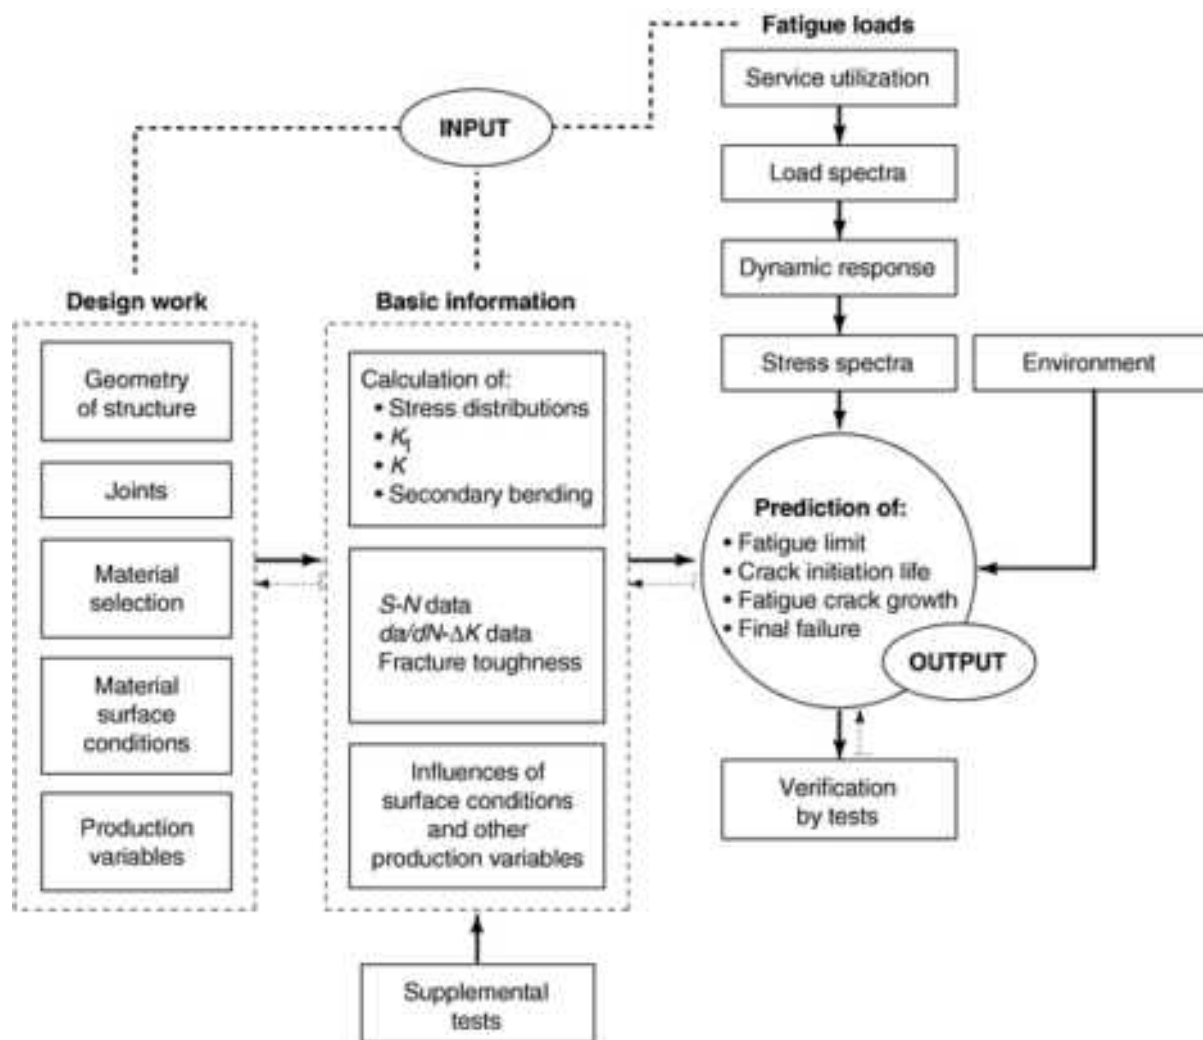 Fatigue loads
Service utilization
INPUT
Load spectra
Dynamic response
Design work
Basic information
Stress spectra
Environment
Geometry
of structure
Joints
Material
selection
Material
surface
conditions
Production
variables
Calculation of:
• Stress distributions
• Kt
• K
• Secondary bending
S-N data
da/dN-ΔK data
Fracture toughness
Influences of
surface conditions
and other
production variables
Supplemental
tests
Prediction of:
• Fatigue limit
• Crack initiation life
• Fatigue crack growth
• Final failure
OUTPUT
Verification
by tests